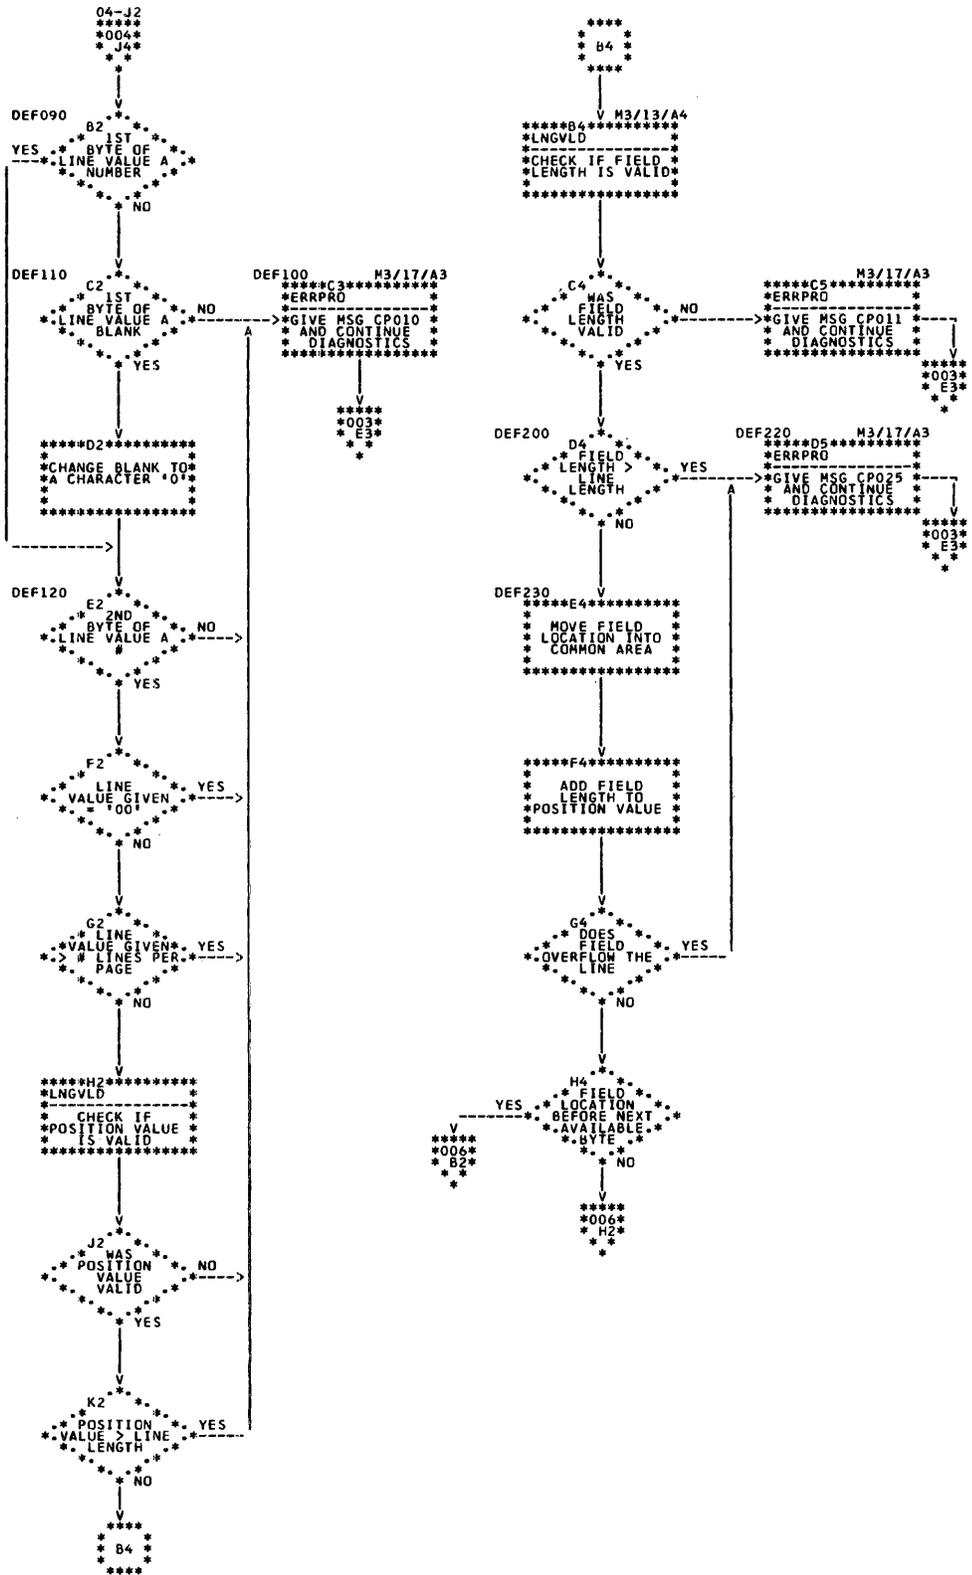 04-J2
004
J4
DEF090
B2
1ST
BYTE OF
LINE VALUE A
NUMBER
YES
NO
DEF110
C2
1ST
BYTE OF
LINE VALUE A
BLANK
NO
YES
DEF100
M3/17/A3
C3
ERRPRO
GIVE MSG CP010
AND CONTINUE
DIAGNOSTICS
003
E3
D2
CHANGE BLANK TO
A CHARACTER '0'
DEF120
E2
2ND
BYTE OF
LINE VALUE A
#
NO
YES
F2
LINE
VALUE GIVEN
= '00'
YES
NO
G2
LINE
VALUE GIVEN
> # LINES PER
PAGE
YES
NO
H2
LNGVLD
CHECK IF
POSITION VALUE
IS VALID
J2
WAS
POSITION
VALUE
VALID
NO
YES
K2
POSITION
VALUE > LINE
LENGTH
YES
NO
B4
B4
M3/13/A4
B4
LNGVLD
CHECK IF FIELD
LENGTH IS VALID
C4
WAS
FIELD
LENGTH
VALID
NO
YES
M3/17/A3
C5
ERRPRO
GIVE MSG CP011
AND CONTINUE
DIAGNOSTICS
003
E3
DEF200
D4
FIELD
LENGTH >
LINE
LENGTH
YES
NO
DEF220
M3/17/A3
D5
ERRPRO
GIVE MSG CP025
AND CONTINUE
DIAGNOSTICS
003
E3
DEF230
E4
MOVE FIELD
LOCATION INTO
COMMON AREA
F4
ADD FIELD
LENGTH TO
POSITION VALUE
G4
DOES
FIELD
OVERFLOW THE
LINE
YES
NO
H4
FIELD
LOCATION
BEFORE NEXT
AVAILABLE
BYTE
YES
NO
006
B2
006
H2